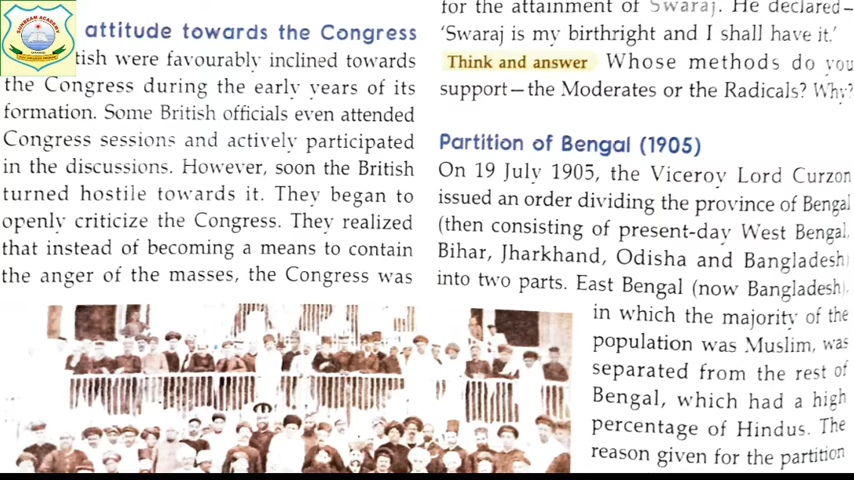 SUNBEAM ACADEMY
attitude towards the Congress
tish were favourably inclined towards
the Congress during the early years of its
formation. Some British officials even attended
Congress sessions and actively participated
in the discussions. However, soon the British
turned hostile towards it. They began to
openly criticize the Congress. They realized
that instead of becoming a means to contain
the anger of the masses, the Congress was
for the attainment of Swaraj. He declared—
‘Swaraj is my birthright and I shall have it.’
Think and answer Whose methods do you
support—the Moderates or the Radicals? Why?
Partition of Bengal (1905)
On 19 July 1905, the Viceroy Lord Curzon
issued an order dividing the province of Bengal
(then consisting of present-day West Bengal,
Bihar, Jharkhand, Odisha and Bangladesh)
into two parts. East Bengal (now Bangladesh),
in which the majority of the
population was Muslim, was
separated from the rest of
Bengal, which had a high
percentage of Hindus. The
reason given for the partition